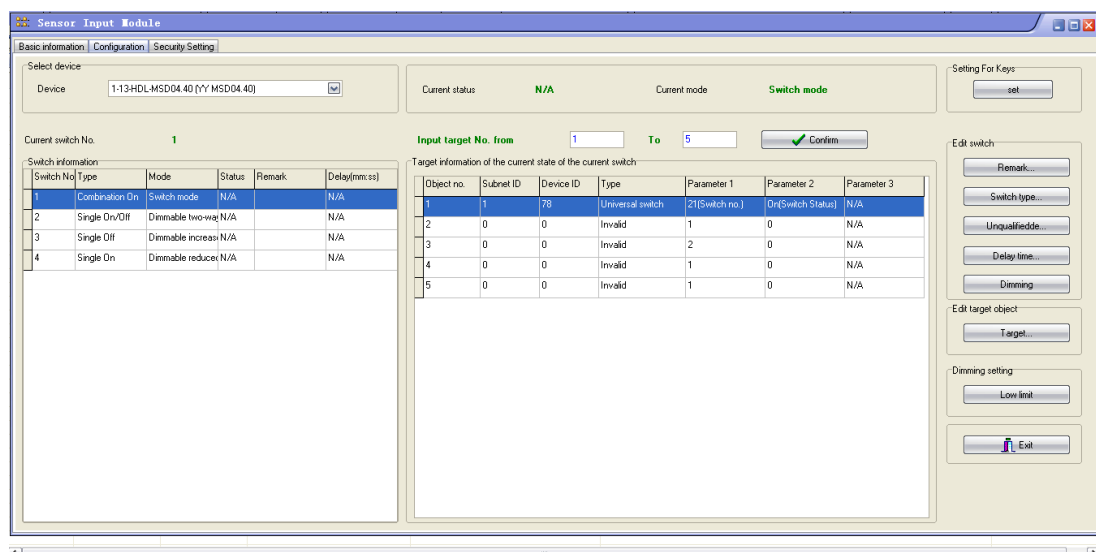 Sensor Input Module
Basic information Configuration Security Setting
Select device
Device 1-13-HDL-MSD04.40 (YY MSD04.40)
Current status N/A Current mode Switch mode
Setting For Keys
set
Current switch No. 1
Input target No. from 1 To 5 Confirm
Switch information
Switch No Type Mode Status Remark Delay(mm:ss)
1 Combination On Switch mode N/A N/A
2 Single On/Off Dimmable two-way N/A N/A
3 Single Off Dimmable increase N/A N/A
4 Single On Dimmable reduced N/A N/A
Target information of the current state of the current switch
Object no. Subnet ID Device ID Type Parameter 1 Parameter 2 Parameter 3
1 1 78 Universal switch 21(Switch no.) On(Switch Status) N/A
2 0 0 Invalid 1 0 N/A
3 0 0 Invalid 2 0 N/A
4 0 0 Invalid 1 0 N/A
5 0 0 Invalid 1 0 N/A
Edit switch
Remark...
Switch type...
Unqualifiedde...
Delay time...
Dimming
Edit target object
Target...
Dimming setting
Low limit
Exit